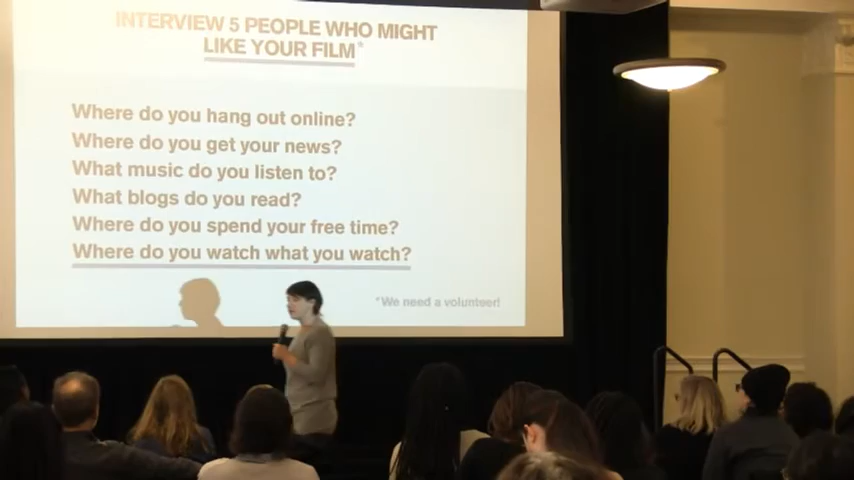 INTERVIEW 5 PEOPLE WHO MIGHT
LIKE YOUR FILM*
Where do you hang out online?
Where do you get your news?
What music do you listen to?
What blogs do you read?
Where do you spend your free time?
Where do you watch what you watch?
*We need a volunteer!